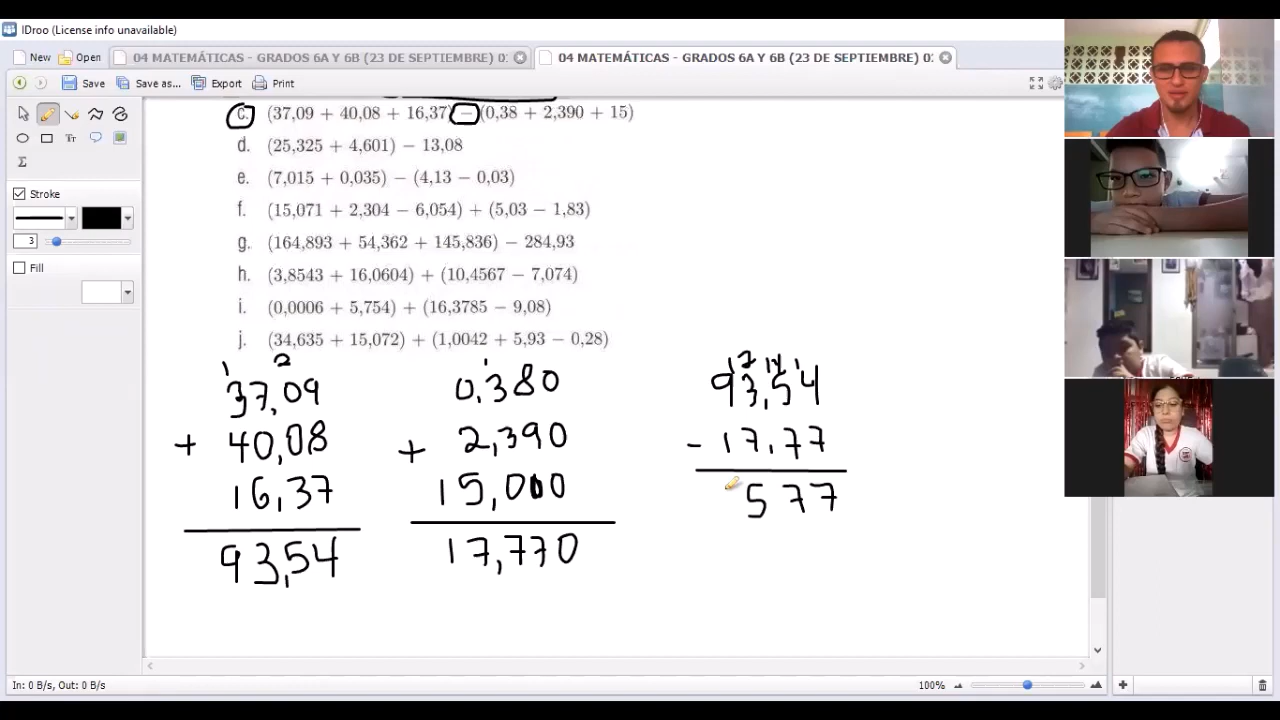 IDroo (License info unavailable)
New Open 04 MATEMÁTICAS - GRADOS 6A Y 6B (23 DE SEPTIEMBRE) 0: 04 MATEMÁTICAS - GRADOS 6A Y 6B (23 DE SEPTIEMBRE) 0:
Save Save as... Export Print
c. (37,09 + 40,08 + 16,37) − (0,38 + 2,390 + 15)
d. (25,325 + 4,601) − 13,08
e. (7,015 + 0,035) − (4,13 − 0,03)
f. (15,071 + 2,304 − 6,054) + (5,03 − 1,83)
g. (164,893 + 54,362 + 145,836) − 284,93
h. (3,8543 + 16,0604) + (10,4567 − 7,074)
i. (0,0006 + 5,754) + (16,3785 − 9,08)
j. (34,635 + 15,072) + (1,0042 + 5,93 − 0,28)
Stroke
3
Fill
1 2
37,09
+ 40,08
16,37
93,54
1
0,380
+ 2,390
15,000
17,770
93,54
- 17,77
577
In: 0 B/s, Out: 0 B/s
100%